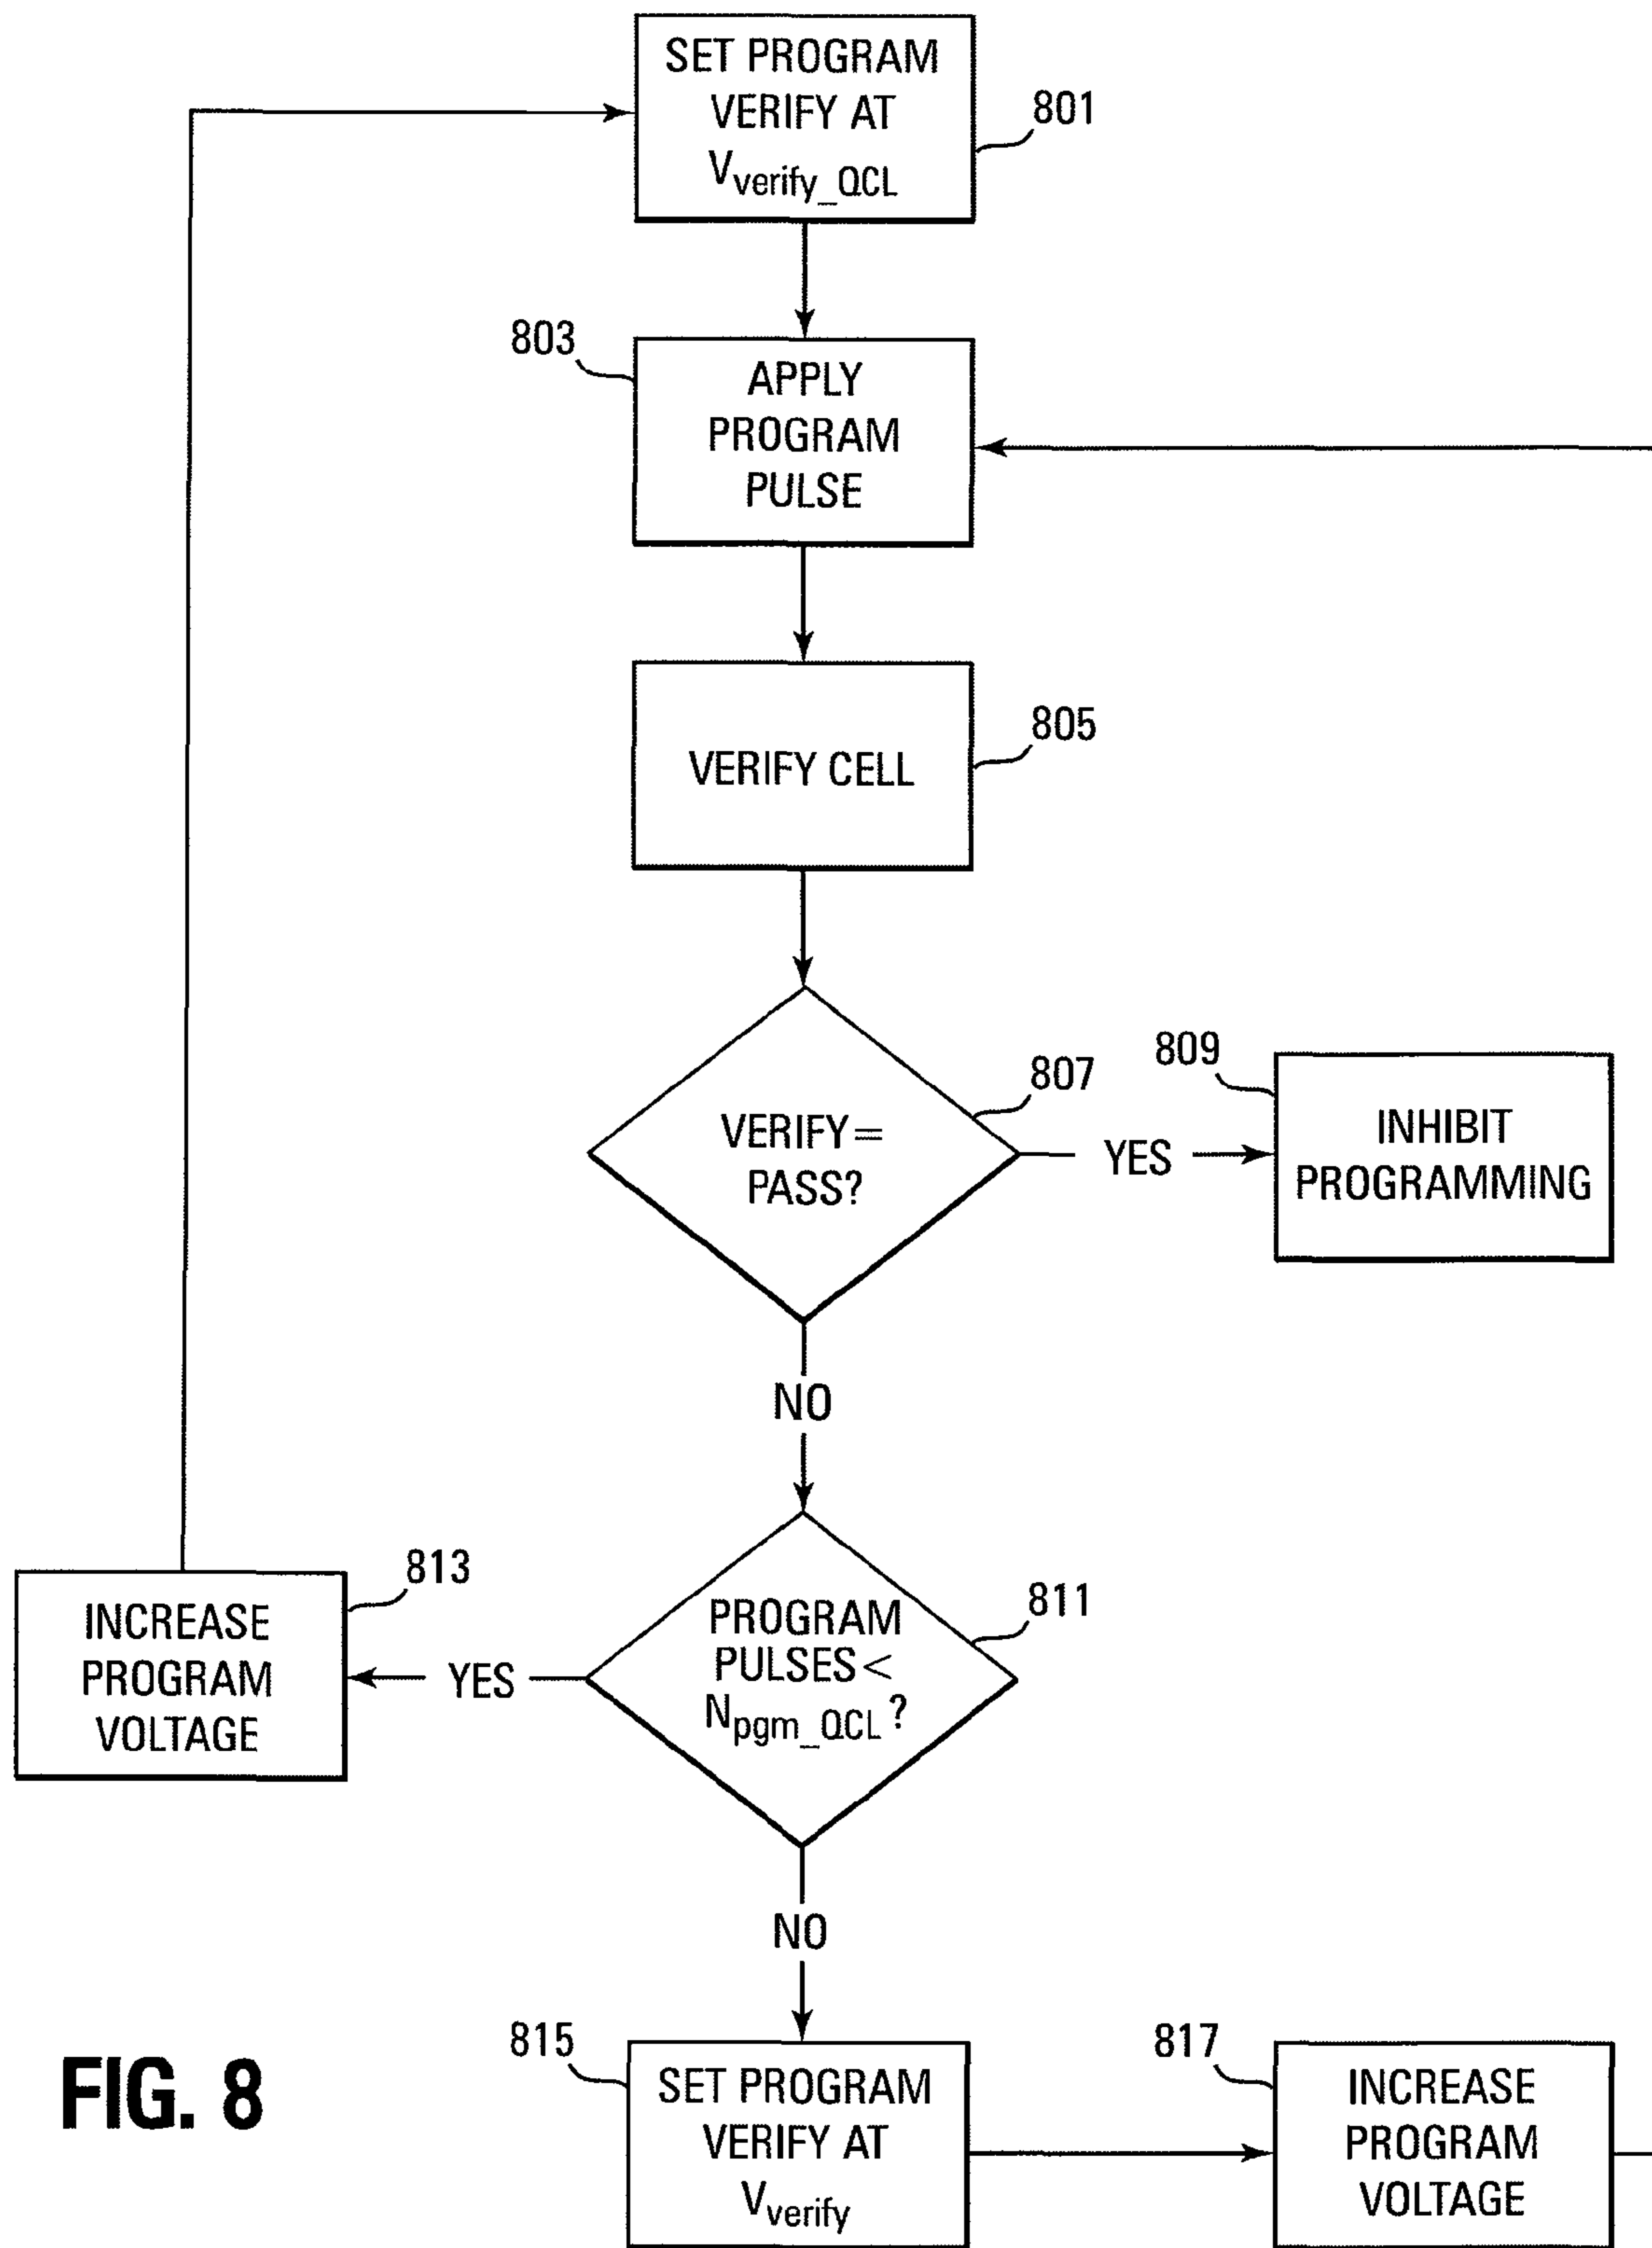 SET PROGRAM
VERIFY AT
Vverify_QCL
801
803
APPLY
PROGRAM
PULSE
VERIFY CELL
805
807
VERIFY=
PASS?
YES
809
INHIBIT
PROGRAMMING
NO
811
PROGRAM
PULSES<
Npgm_QCL?
YES
813
INCREASE
PROGRAM
VOLTAGE
NO
815
SET PROGRAM
VERIFY AT
Vverify
817
INCREASE
PROGRAM
VOLTAGE
FIG. 8